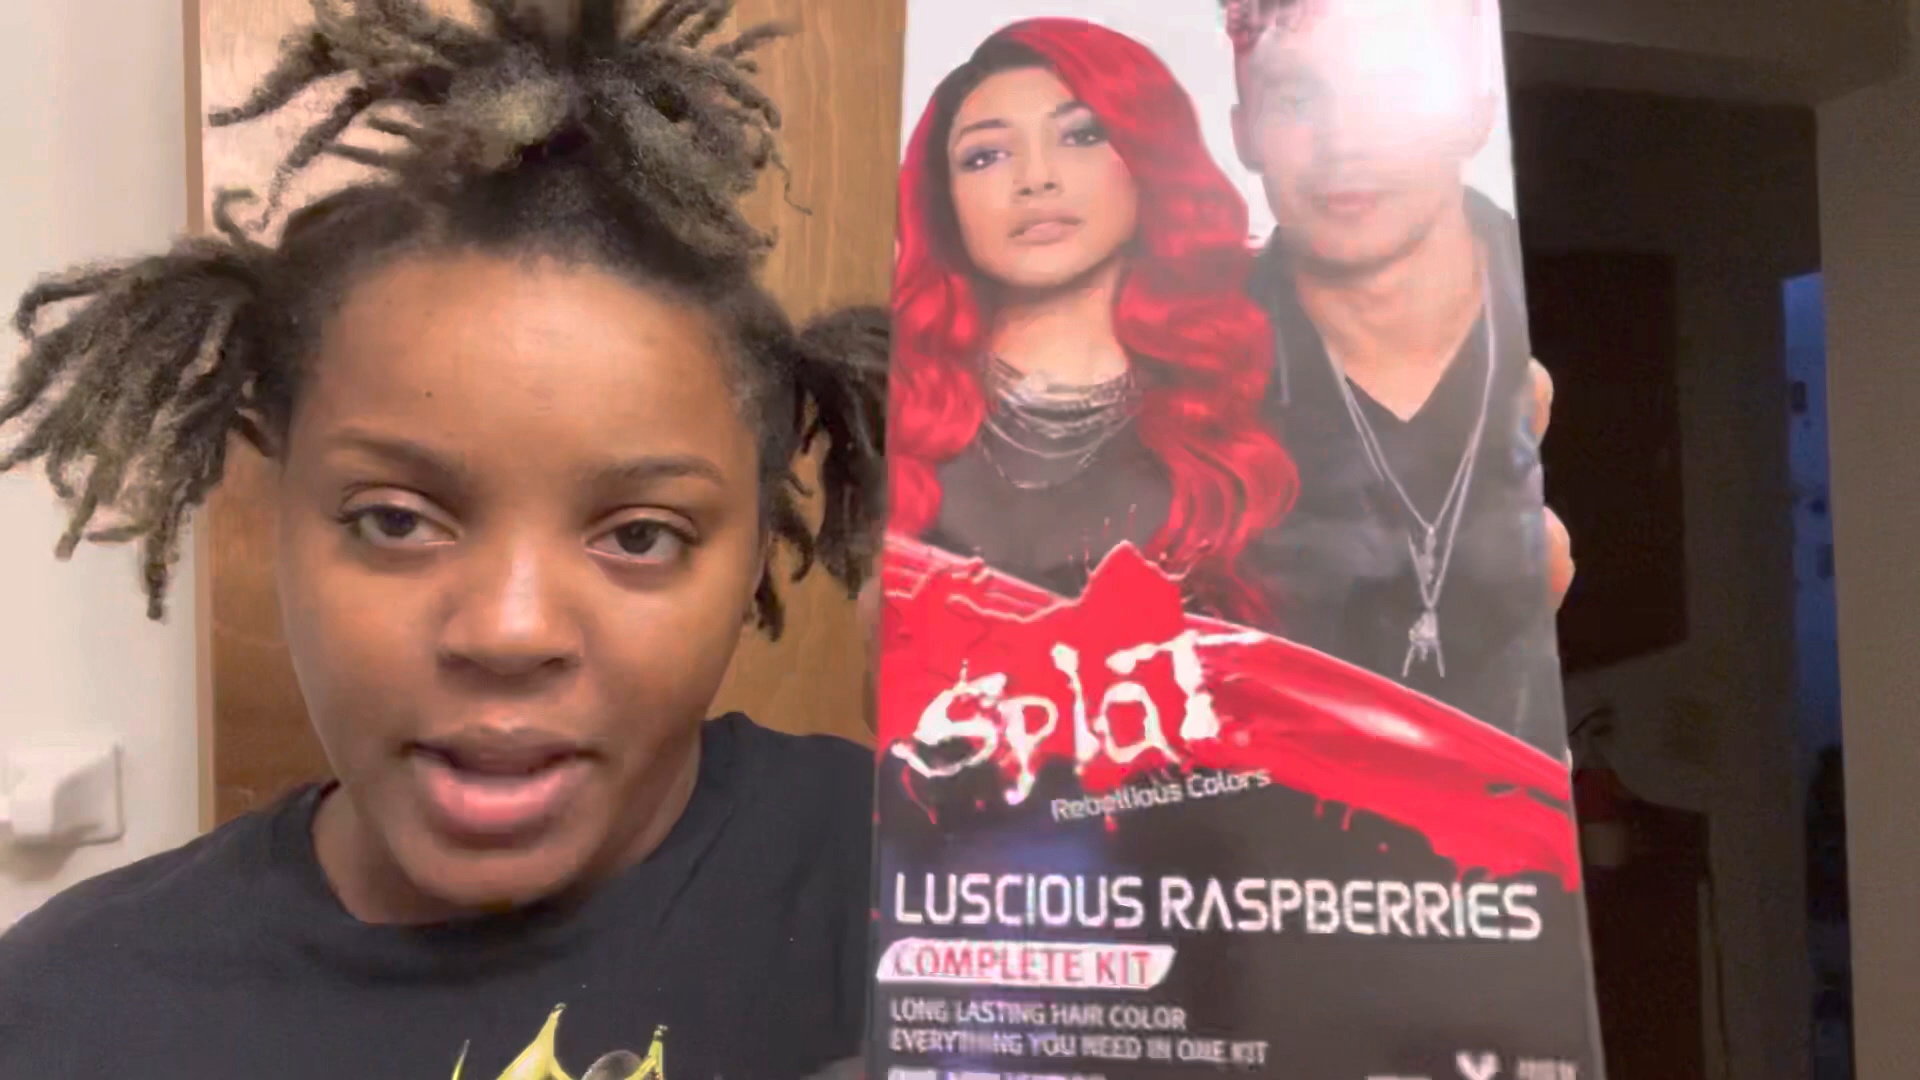 Splat
Rebellious Colors
LUSCIOUS RASPBERRIES
COMPLETE KIT
LONG LASTING HAIR COLOR
EVERYTHING YOU NEED IN ONE KIT